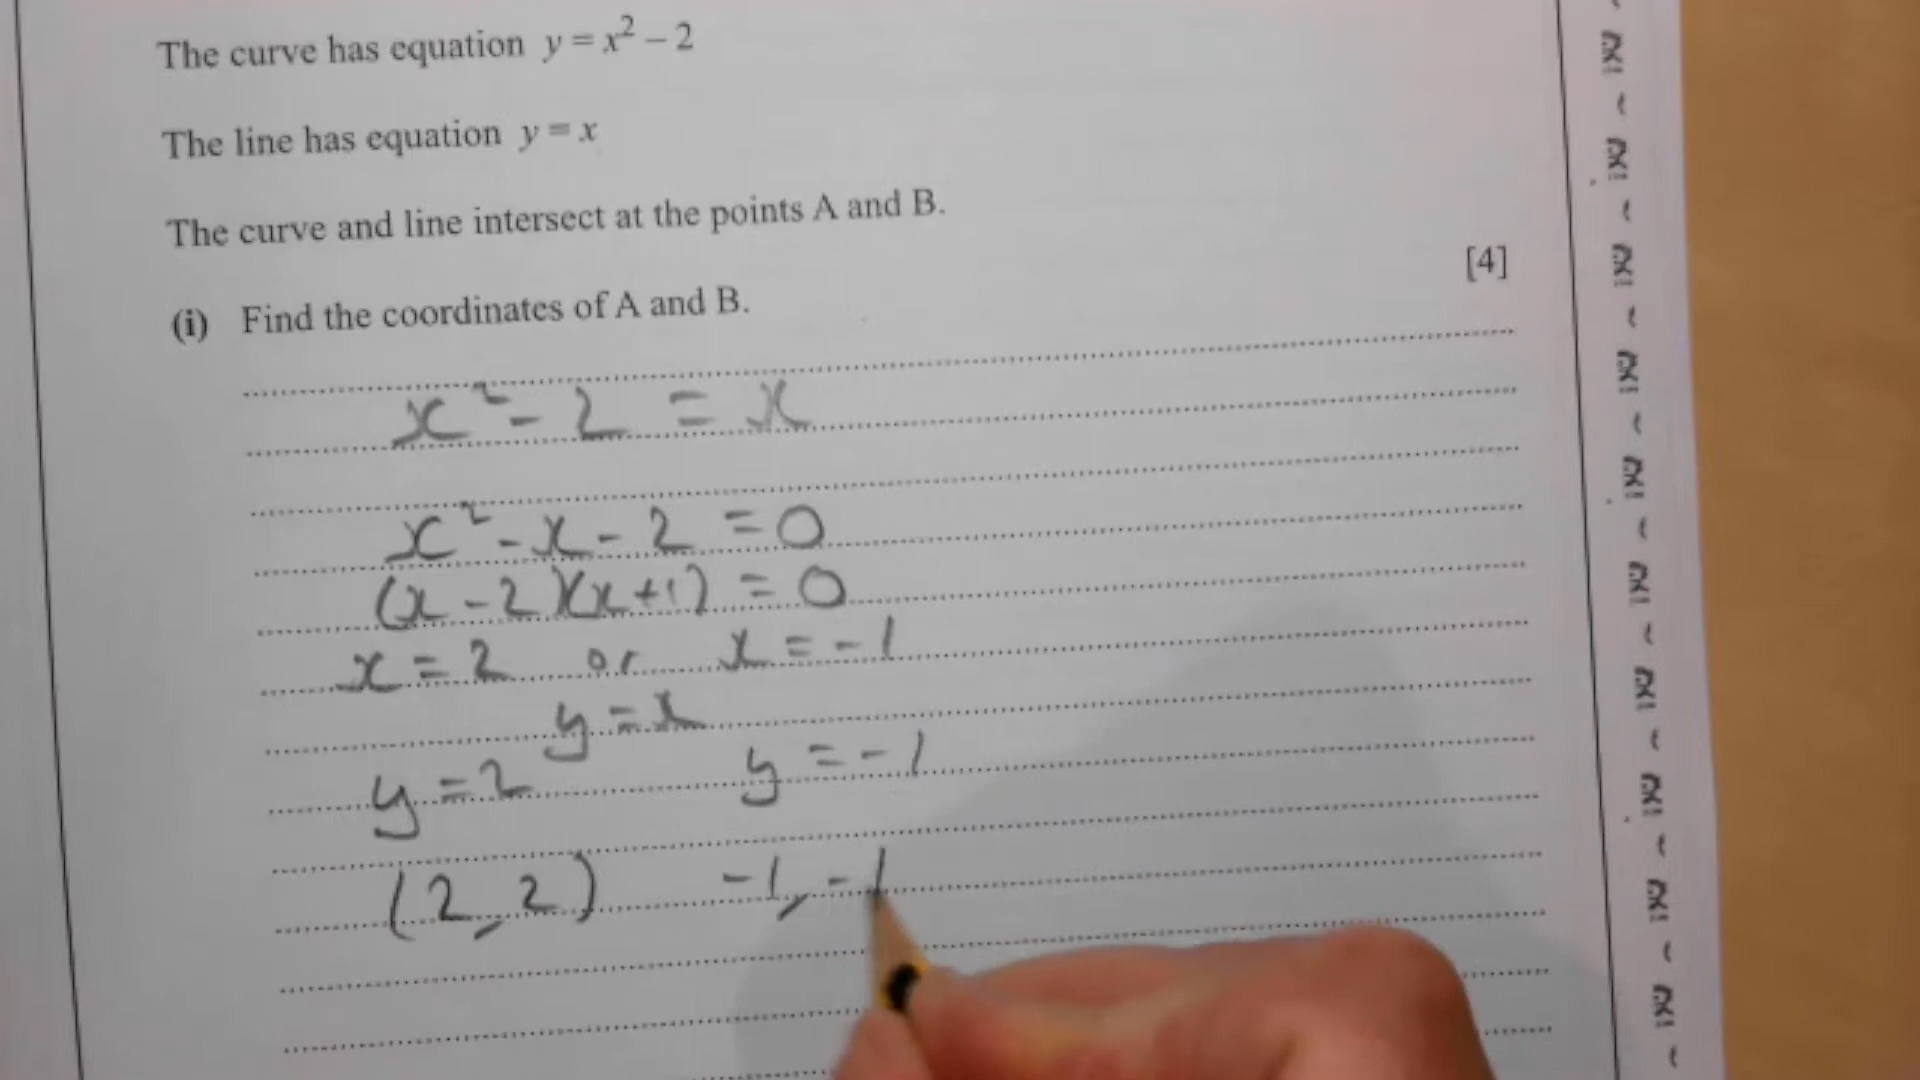 The curve has equation y = x² – 2
The line has equation y = x
The curve and line intersect at the points A and B.
[4]
(i) Find the coordinates of A and B.
x² - 2 = x
x² - x - 2 = 0
(x - 2)(x + 1) = 0
x = 2 or x = -1
y = x
y = 2 y = -1
(2, 2) -1, -1